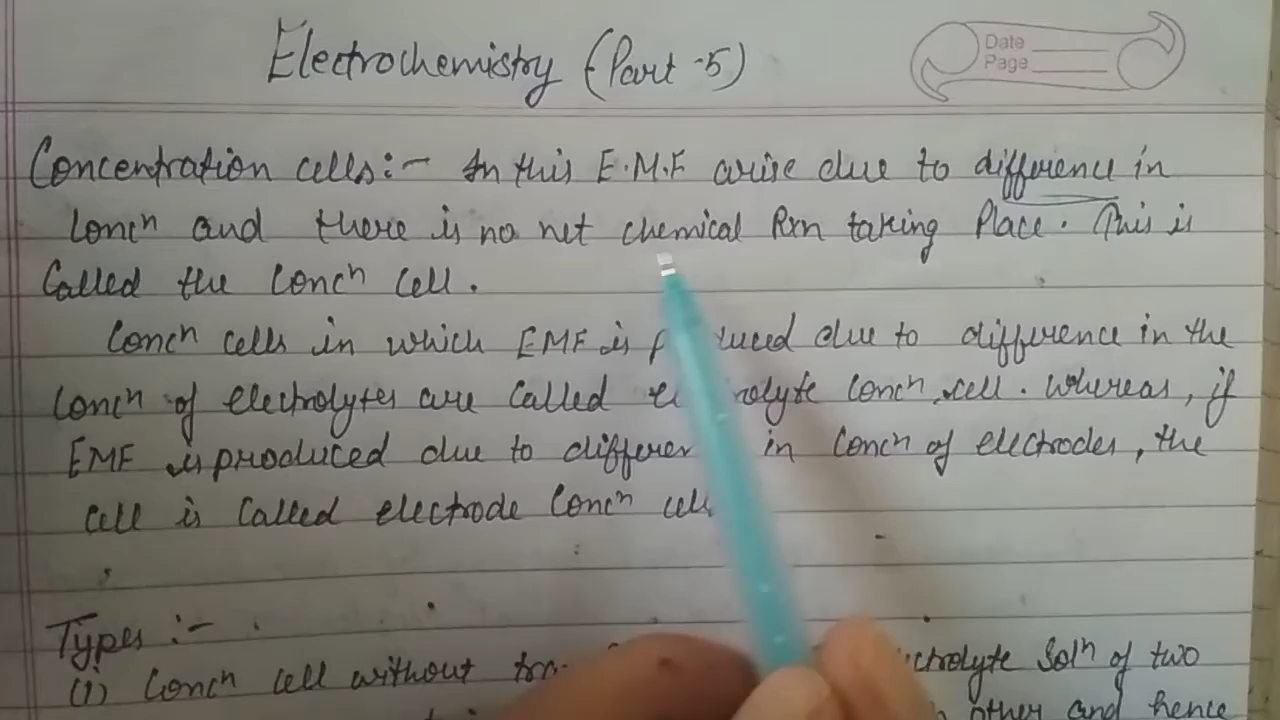 Electrochemistry (Part-5)
Date
Page
Concentration cells:- In this E.M.F arise due to difference in
Concn and there is no net chemical Rxn taking Place. This is
Called the Concn Cell.
Concn cells in which EMF is produced due to difference in the
Concn of electrolytes are Called cell. Whereas, if
EMF is produced due to in Concn of electrodes, the
Cell is Called electrode Concn cell
Types :-
(1) Concn cell without Soln of two
other and hence